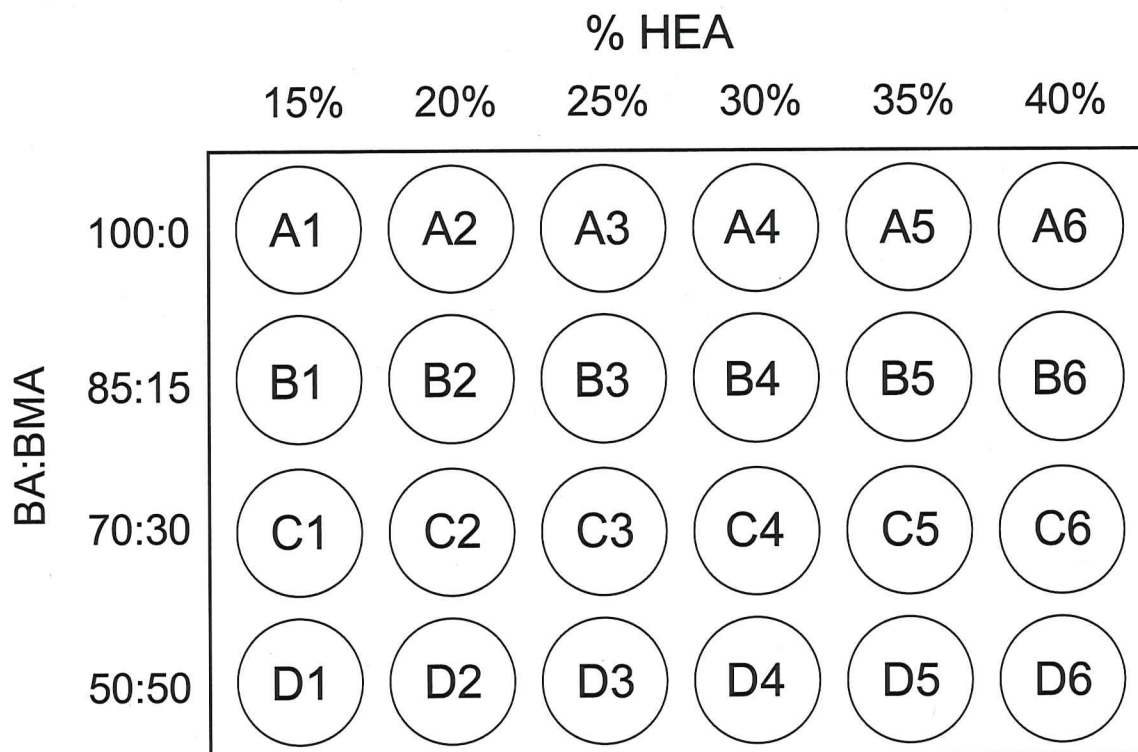 % HEA
15% 20% 25% 30% 35% 40%
BA:BMA
100:0 A1 A2 A3 A4 A5 A6
85:15 B1 B2 B3 B4 B5 B6
70:30 C1 C2 C3 C4 C5 C6
50:50 D1 D2 D3 D4 D5 D6